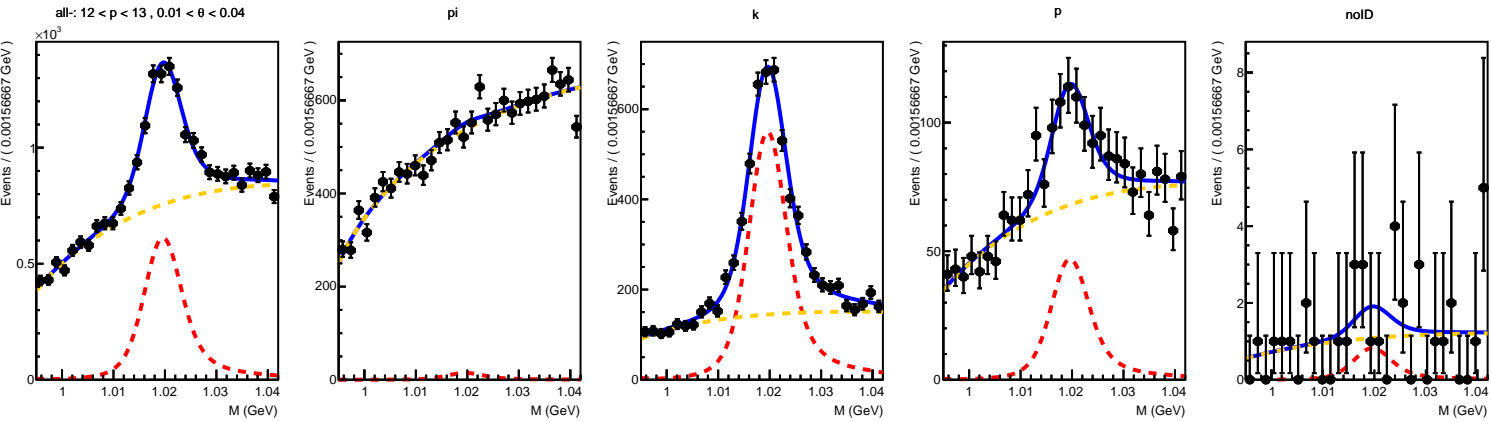 all-: 12 < p < 13 , 0.01 < θ < 0.04
×10³
Events / ( 0.00156667 GeV )
1
0.5
0
1 1.01 1.02 1.03 1.04
M (GeV)
pi
Events / ( 0.00156667 GeV )
600
400
200
0
1 1.01 1.02 1.03 1.04
M (GeV)
k
Events / ( 0.00156667 GeV )
600
400
200
0
1 1.01 1.02 1.03 1.04
M (GeV)
p
Events / ( 0.00156667 GeV )
100
50
0
1 1.01 1.02 1.03 1.04
M (GeV)
noID
Events / ( 0.00156667 GeV )
8
6
4
2
0
1 1.01 1.02 1.03 1.04
M (GeV)